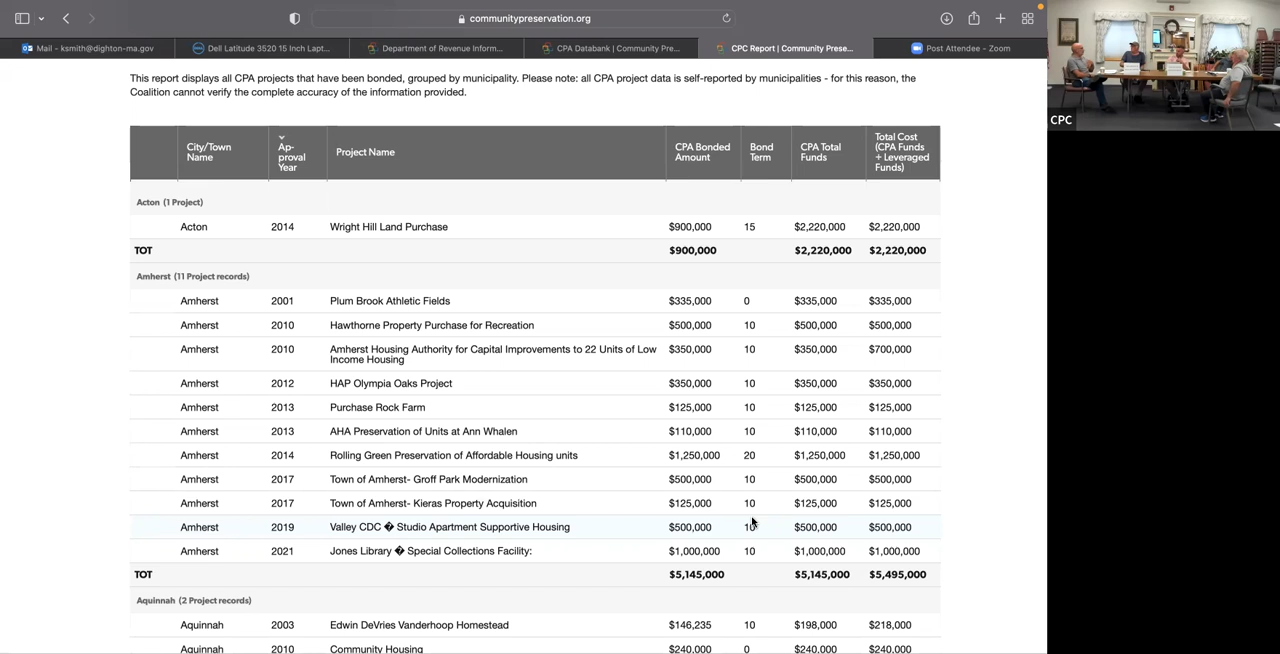 communitypreservation.org
Mail - ksmith@dighton-ma.gov
Dell Latitude 3520 15 Inch Lapt...
Department of Revenue Inform...
CPA Databank | Community Pre...
CPC Report | Community Prese...
Post Attendee - Zoom
This report displays all CPA projects that have been bonded, grouped by municipality. Please note: all CPA project data is self-reported by municipalities - for this reason, the
Coalition cannot verify the complete accuracy of the information provided.
City/Town Name Ap-proval Year Project Name CPA Bonded Amount Bond Term CPA Total Funds Total Cost (CPA Funds + Leveraged Funds)
Acton (1 Project)
Acton 2014 Wright Hill Land Purchase $900,000 15 $2,220,000 $2,220,000
TOT $900,000 $2,220,000 $2,220,000
Amherst (11 Project records)
Amherst 2001 Plum Brook Athletic Fields $335,000 0 $335,000 $335,000
Amherst 2010 Hawthorne Property Purchase for Recreation $500,000 10 $500,000 $500,000
Amherst 2010 Amherst Housing Authority for Capital Improvements to 22 Units of Low Income Housing $350,000 10 $350,000 $700,000
Amherst 2012 HAP Olympia Oaks Project $350,000 10 $350,000 $350,000
Amherst 2013 Purchase Rock Farm $125,000 10 $125,000 $125,000
Amherst 2013 AHA Preservation of Units at Ann Whalen $110,000 10 $110,000 $110,000
Amherst 2014 Rolling Green Preservation of Affordable Housing units $1,250,000 20 $1,250,000 $1,250,000
Amherst 2017 Town of Amherst- Groff Park Modernization $500,000 10 $500,000 $500,000
Amherst 2017 Town of Amherst- Kieras Property Acquisition $125,000 10 $125,000 $125,000
Amherst 2019 Valley CDC � Studio Apartment Supportive Housing $500,000 10 $500,000 $500,000
Amherst 2021 Jones Library � Special Collections Facility: $1,000,000 10 $1,000,000 $1,000,000
TOT $5,145,000 $5,145,000 $5,495,000
Aquinnah (2 Project records)
Aquinnah 2003 Edwin DeVries Vanderhoop Homestead $146,235 10 $198,000 $218,000
Aquinnah 2010 Community Housing $240,000 0 $240,000 $240,000
CPC